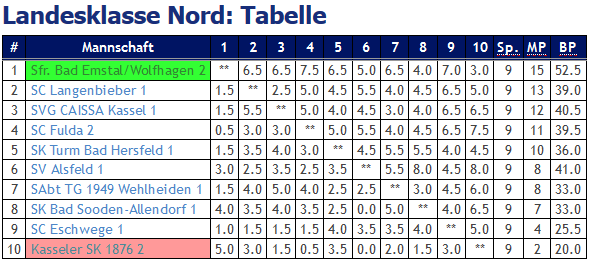 Landesklasse Nord: Tabelle
# Mannschaft 1 2 3 4 5 6 7 8 9 10 Sp. MP BP
1 Sfr. Bad Emstal/Wolfhagen 2 ** 6.5 6.5 7.5 6.5 5.0 6.5 4.0 7.0 3.0 9 15 52.5
2 SC Langenbieber 1 1.5 ** 2.5 5.0 4.5 5.5 4.0 4.5 6.5 5.0 9 13 39.0
3 SVG CAISSA Kassel 1 1.5 5.5 ** 5.0 4.0 4.5 3.0 4.0 6.5 6.5 9 12 40.5
4 SC Fulda 2 0.5 3.0 3.0 ** 5.0 5.5 4.0 4.5 6.5 7.5 9 11 39.5
5 SK Turm Bad Hersfeld 1 1.5 3.5 4.0 3.0 ** 4.5 5.5 5.5 4.0 4.5 9 10 36.0
6 SV Alsfeld 1 3.0 2.5 3.5 2.5 3.5 ** 5.5 8.0 4.5 8.0 9 8 41.0
7 SAbt TG 1949 Wehlheiden 1 1.5 4.0 5.0 4.0 2.5 2.5 ** 3.0 4.5 6.0 9 8 33.0
8 SK Bad Sooden-Allendorf 1 4.0 3.5 4.0 3.5 2.5 0.0 5.0 ** 4.0 6.5 9 7 33.0
9 SC Eschwege 1 1.0 1.5 1.5 1.5 4.0 3.5 3.5 4.0 ** 5.0 9 4 25.5
10 Kasseler SK 1876 2 5.0 3.0 1.5 0.5 3.5 0.0 2.0 1.5 3.0 ** 9 2 20.0